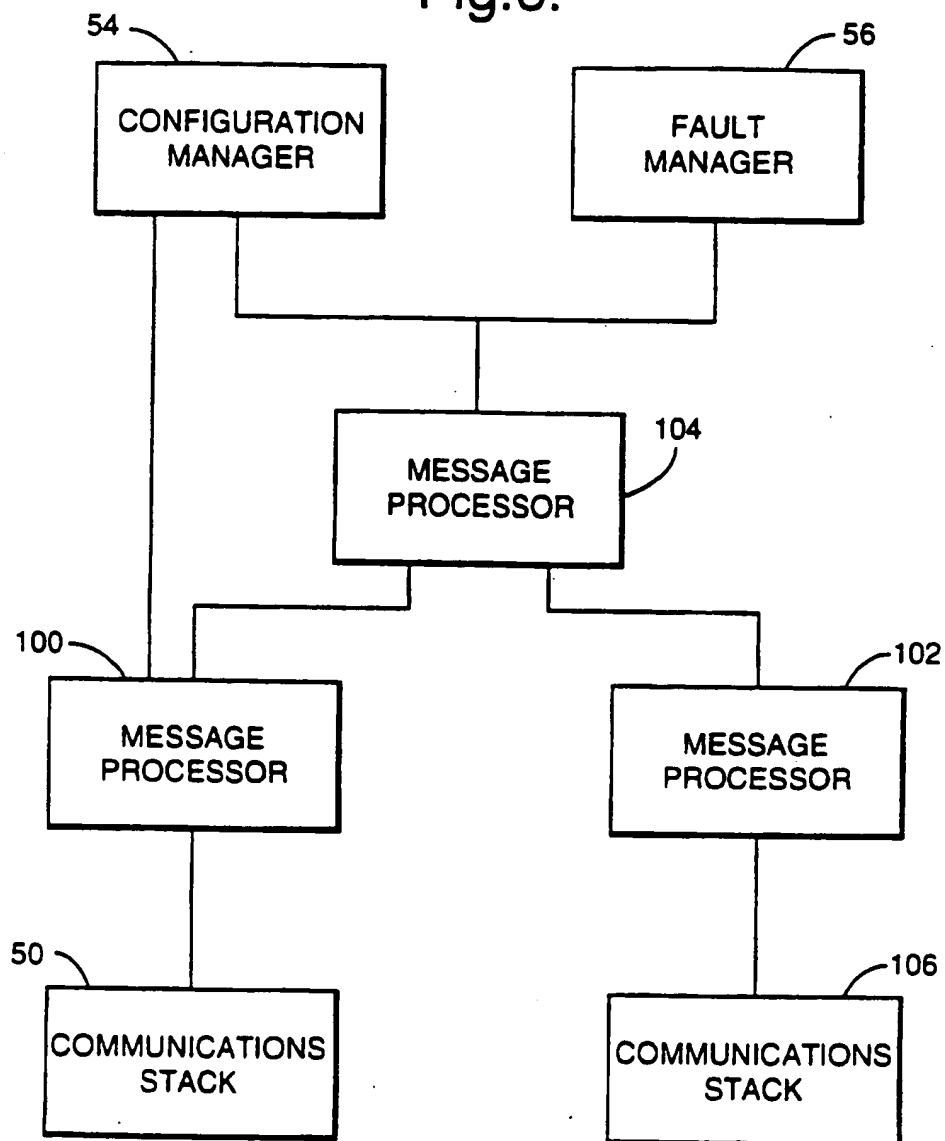 54
56
CONFIGURATION
MANAGER
FAULT
MANAGER
104
MESSAGE
PROCESSOR
100
102
MESSAGE
PROCESSOR
MESSAGE
PROCESSOR
50
106
COMMUNICATIONS
STACK
COMMUNICATIONS
STACK